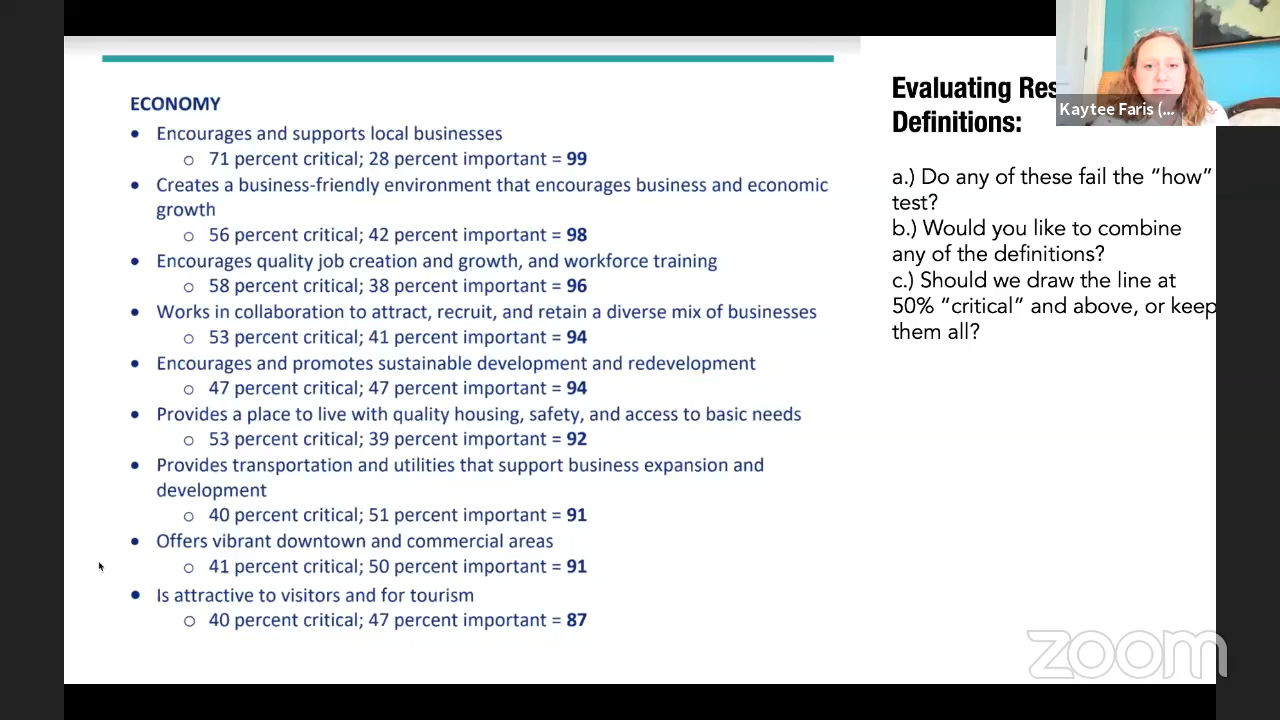 ECONOMY
• Encourages and supports local businesses
o 71 percent critical; 28 percent important = 99
• Creates a business-friendly environment that encourages business and economic
growth
o 56 percent critical; 42 percent important = 98
• Encourages quality job creation and growth, and workforce training
o 58 percent critical; 38 percent important = 96
• Works in collaboration to attract, recruit, and retain a diverse mix of businesses
o 53 percent critical; 41 percent important = 94
• Encourages and promotes sustainable development and redevelopment
o 47 percent critical; 47 percent important = 94
• Provides a place to live with quality housing, safety, and access to basic needs
o 53 percent critical; 39 percent important = 92
• Provides transportation and utilities that support business expansion and
development
o 40 percent critical; 51 percent important = 91
• Offers vibrant downtown and commercial areas
o 41 percent critical; 50 percent important = 91
• Is attractive to visitors and for tourism
o 40 percent critical; 47 percent important = 87
Evaluating Res
Definitions:
a.) Do any of these fail the “how”
test?
b.) Would you like to combine
any of the definitions?
c.) Should we draw the line at
50% “critical” and above, or keep
them all?
Kaytee Faris (...
zoom